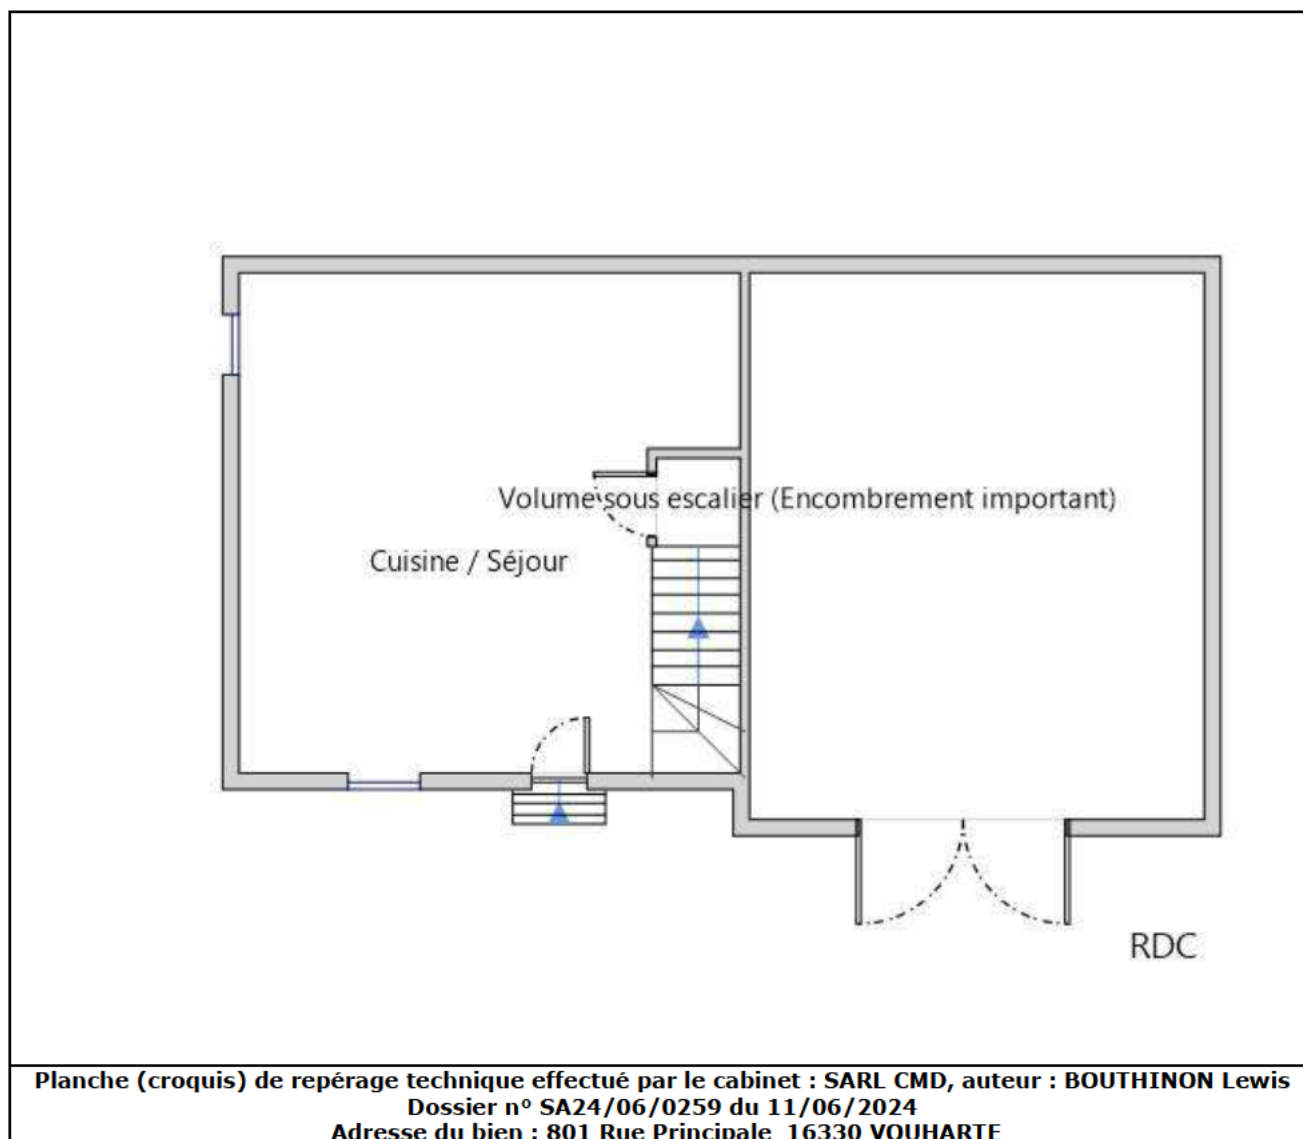 Volume sous escalier (Encombrement important)
Cuisine / Séjour
RDC
Planche (croquis) de repérage technique effectué par le cabinet : SARL CMD, auteur : BOUTHINON Lewis
Dossier nº SA24/06/0259 du 11/06/2024
Adresse du bien : 801 Rue Principale 16330 VOUHARTE